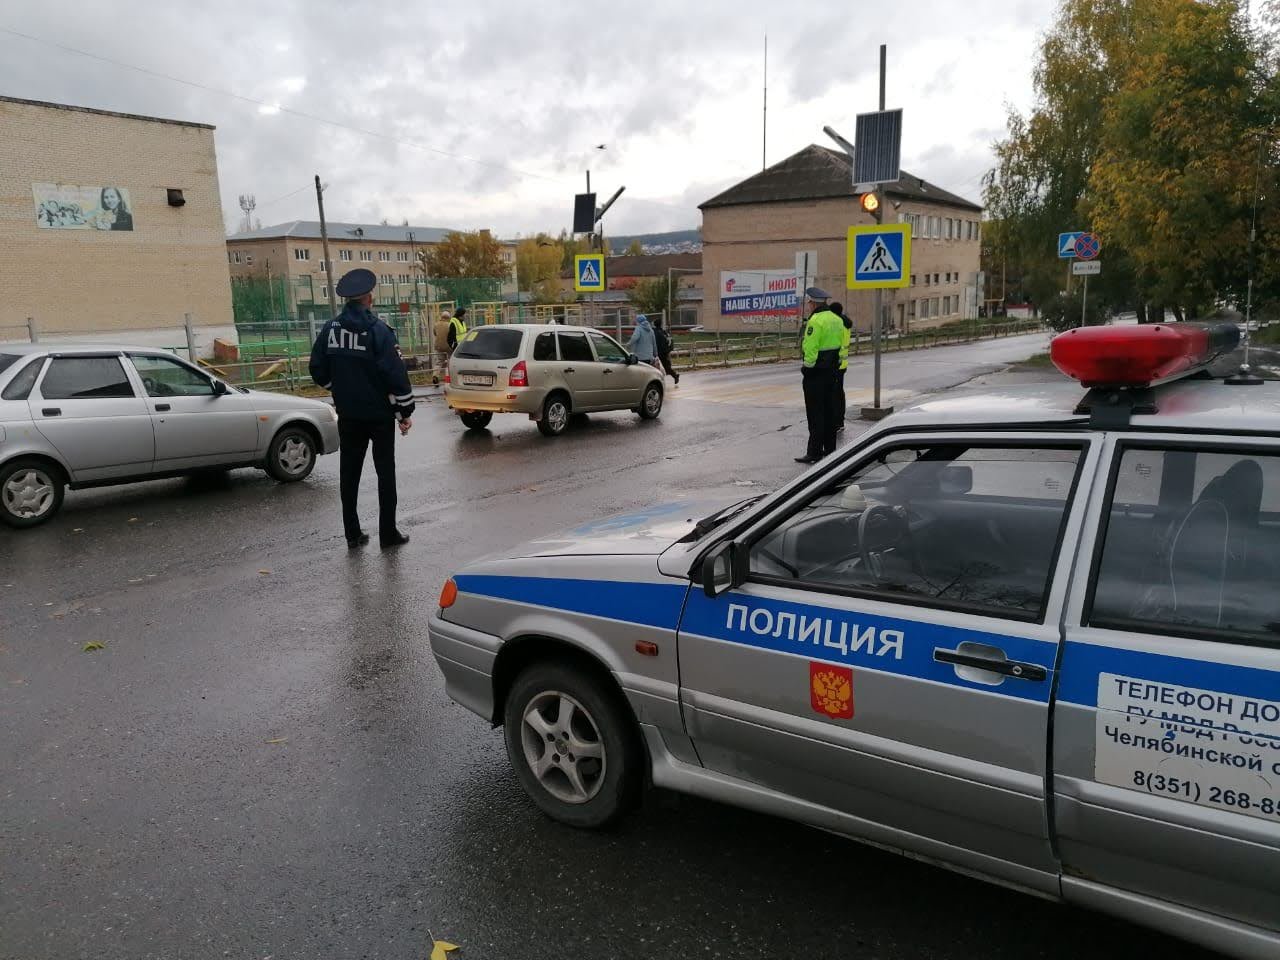 ДПС
ИЮЛЯ
НАШЕ БУДУЩЕЕ
ПОЛИЦИЯ
ТЕЛЕФОН ДО
ГУ МВД Росс
Челябинской о
8(351) 268-85